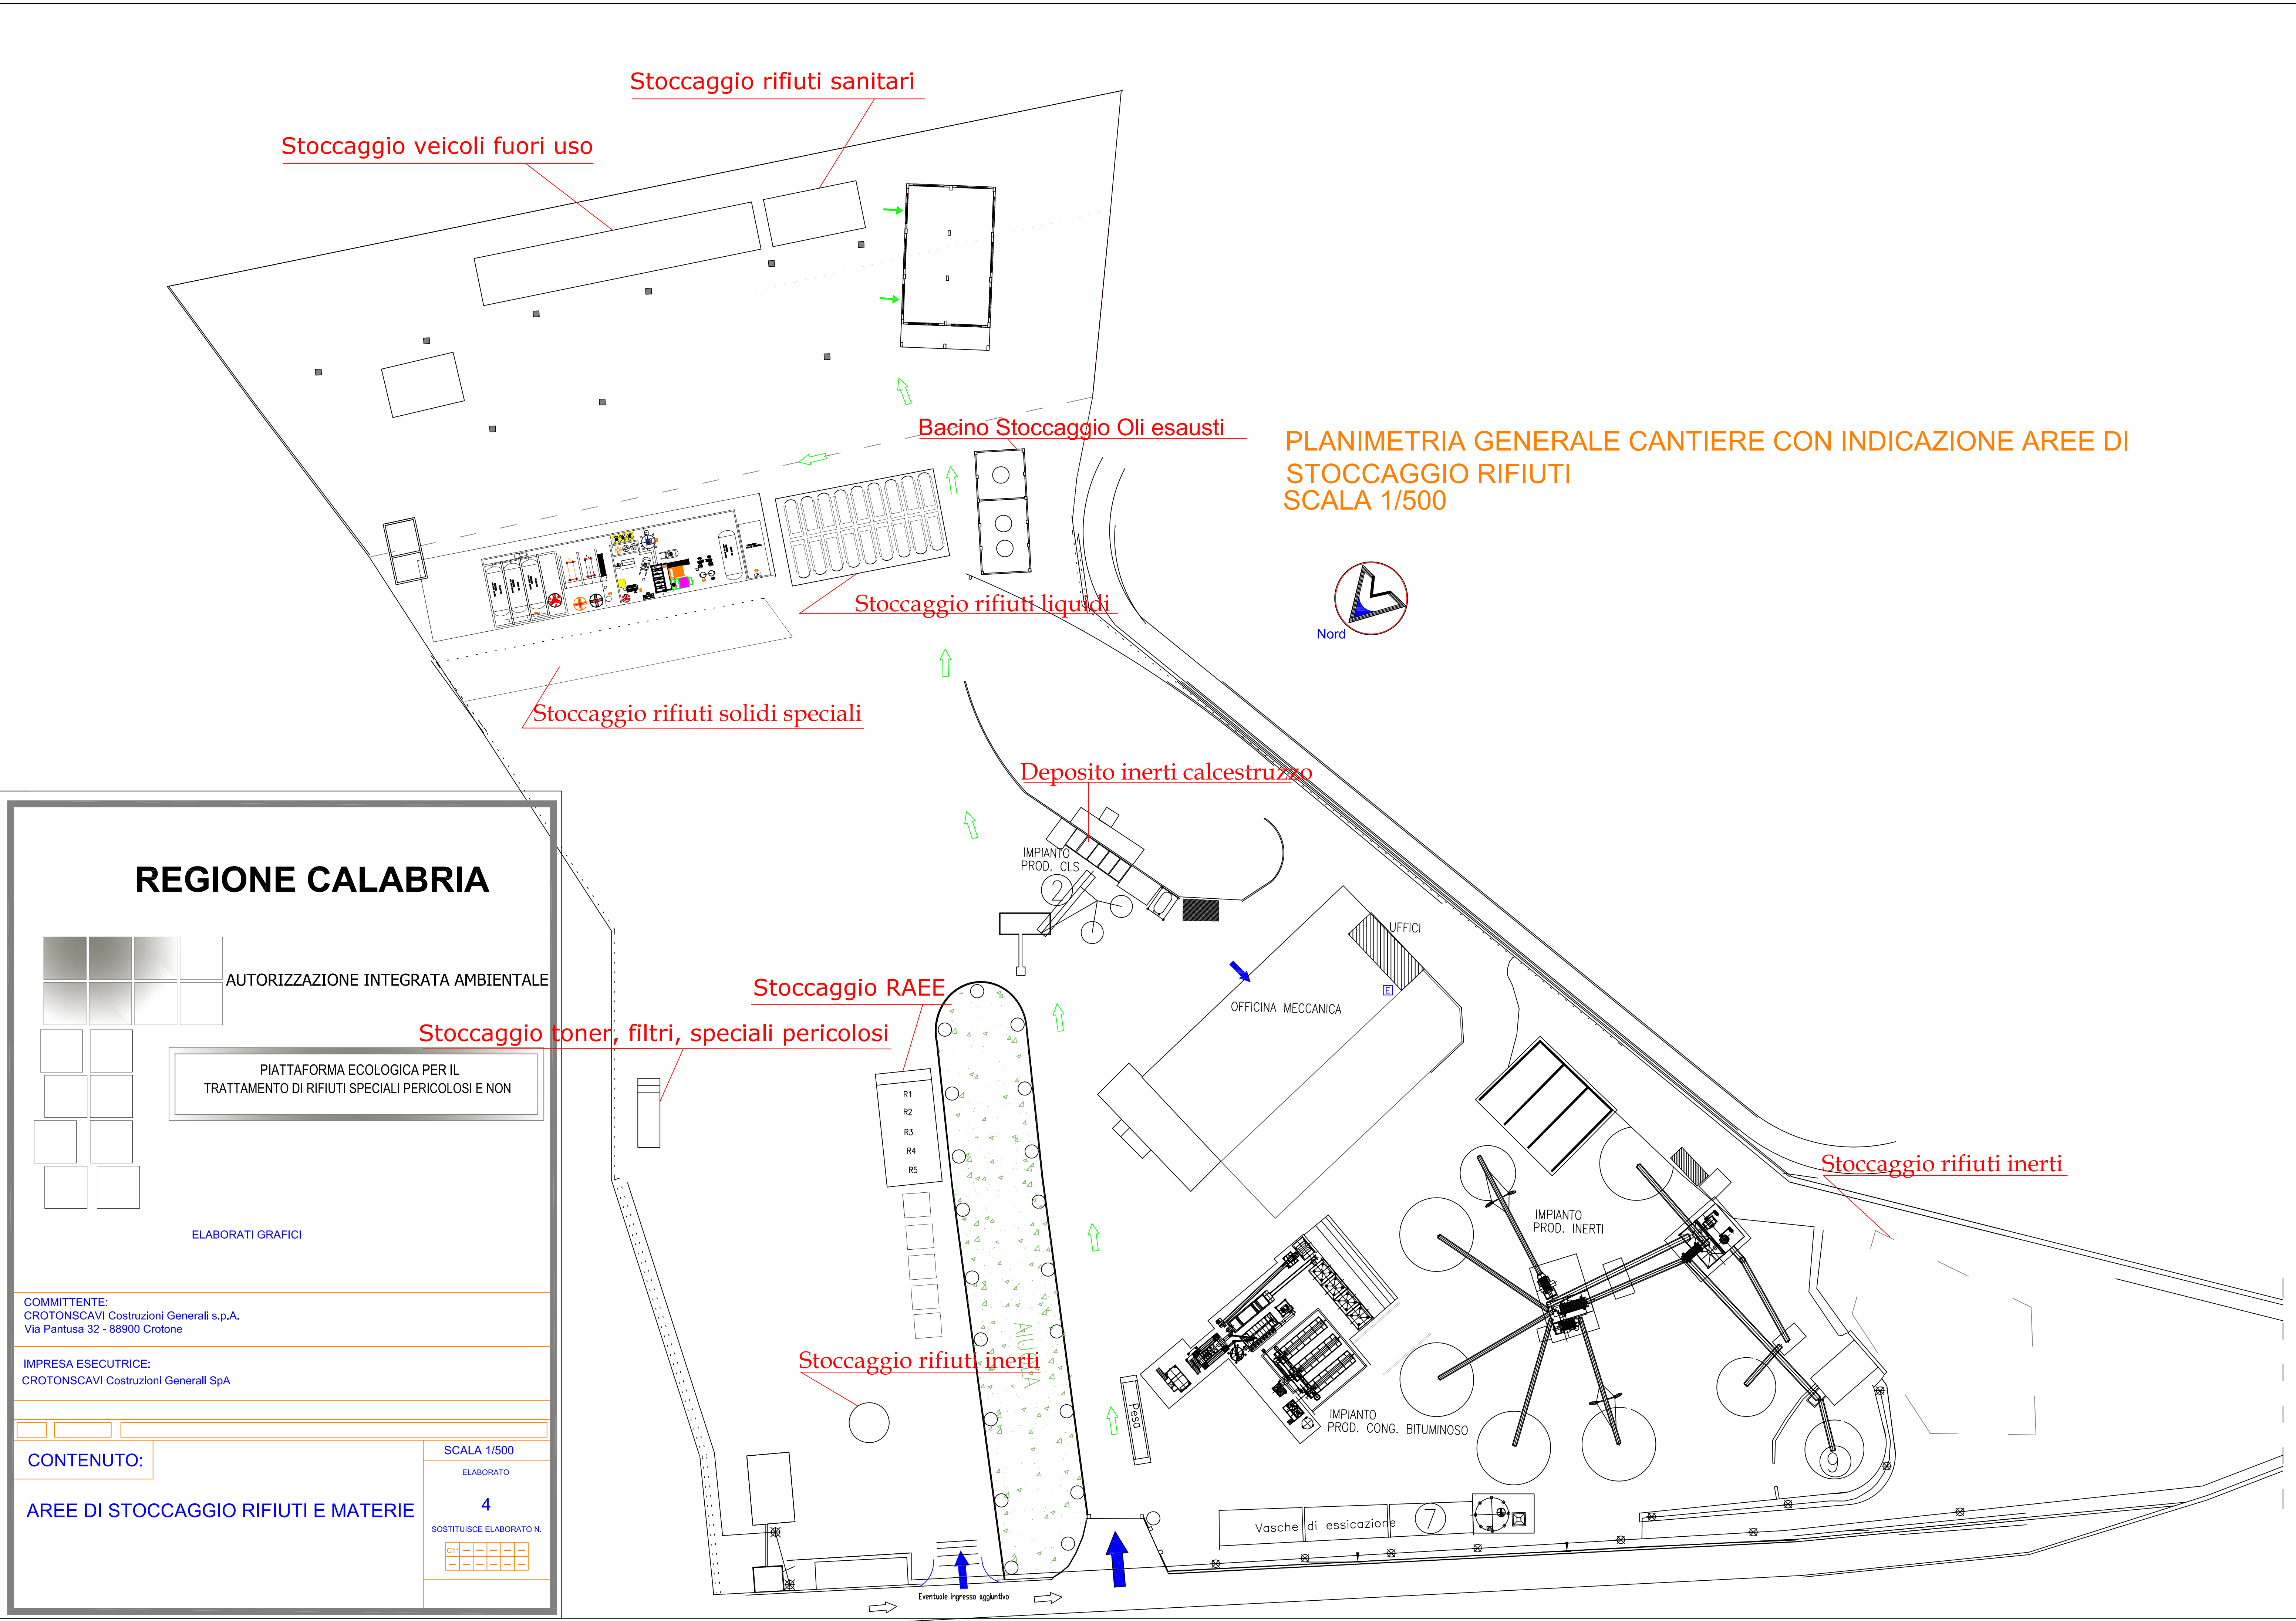 Stoccaggio rifiuti sanitari
Stoccaggio veicoli fuori uso
Bacino Stoccaggio Oli esausti
PLANIMETRIA GENERALE CANTIERE CON INDICAZIONE AREE DI
STOCCAGGIO RIFIUTI
SCALA 1/500
Nord
Stoccaggio rifiuti liquidi
Stoccaggio rifiuti solidi speciali
Deposito inerti calcestruzzo
IMPIANTO
PROD. CLS
2
UFFICI
E
OFFICINA MECCANICA
Stoccaggio RAEE
Stoccaggio toner, filtri, speciali pericolosi
R1
R2
R3
R4
R5
Stoccaggio rifiuti inerti
IMPIANTO
PROD. INERTI
Stoccaggio rifiuti inerti
AIUOLA
Pesa
IMPIANTO
PROD. CONG. BITUMINOSO
9
Vasche di essicazione
7
Eventuale ingresso aggiuntivo
REGIONE CALABRIA
AUTORIZZAZIONE INTEGRATA AMBIENTALE
PIATTAFORMA ECOLOGICA PER IL
TRATTAMENTO DI RIFIUTI SPECIALI PERICOLOSI E NON
ELABORATI GRAFICI
COMMITTENTE:
CROTONSCAVI Costruzioni Generali s.p.A.
Via Pantusa 32 - 88900 Crotone
IMPRESA ESECUTRICE:
CROTONSCAVI Costruzioni Generali SpA
CONTENUTO:
AREE DI STOCCAGGIO RIFIUTI E MATERIE
SCALA 1/500
ELABORATO
4
SOSTITUISCE ELABORATO N.
C11